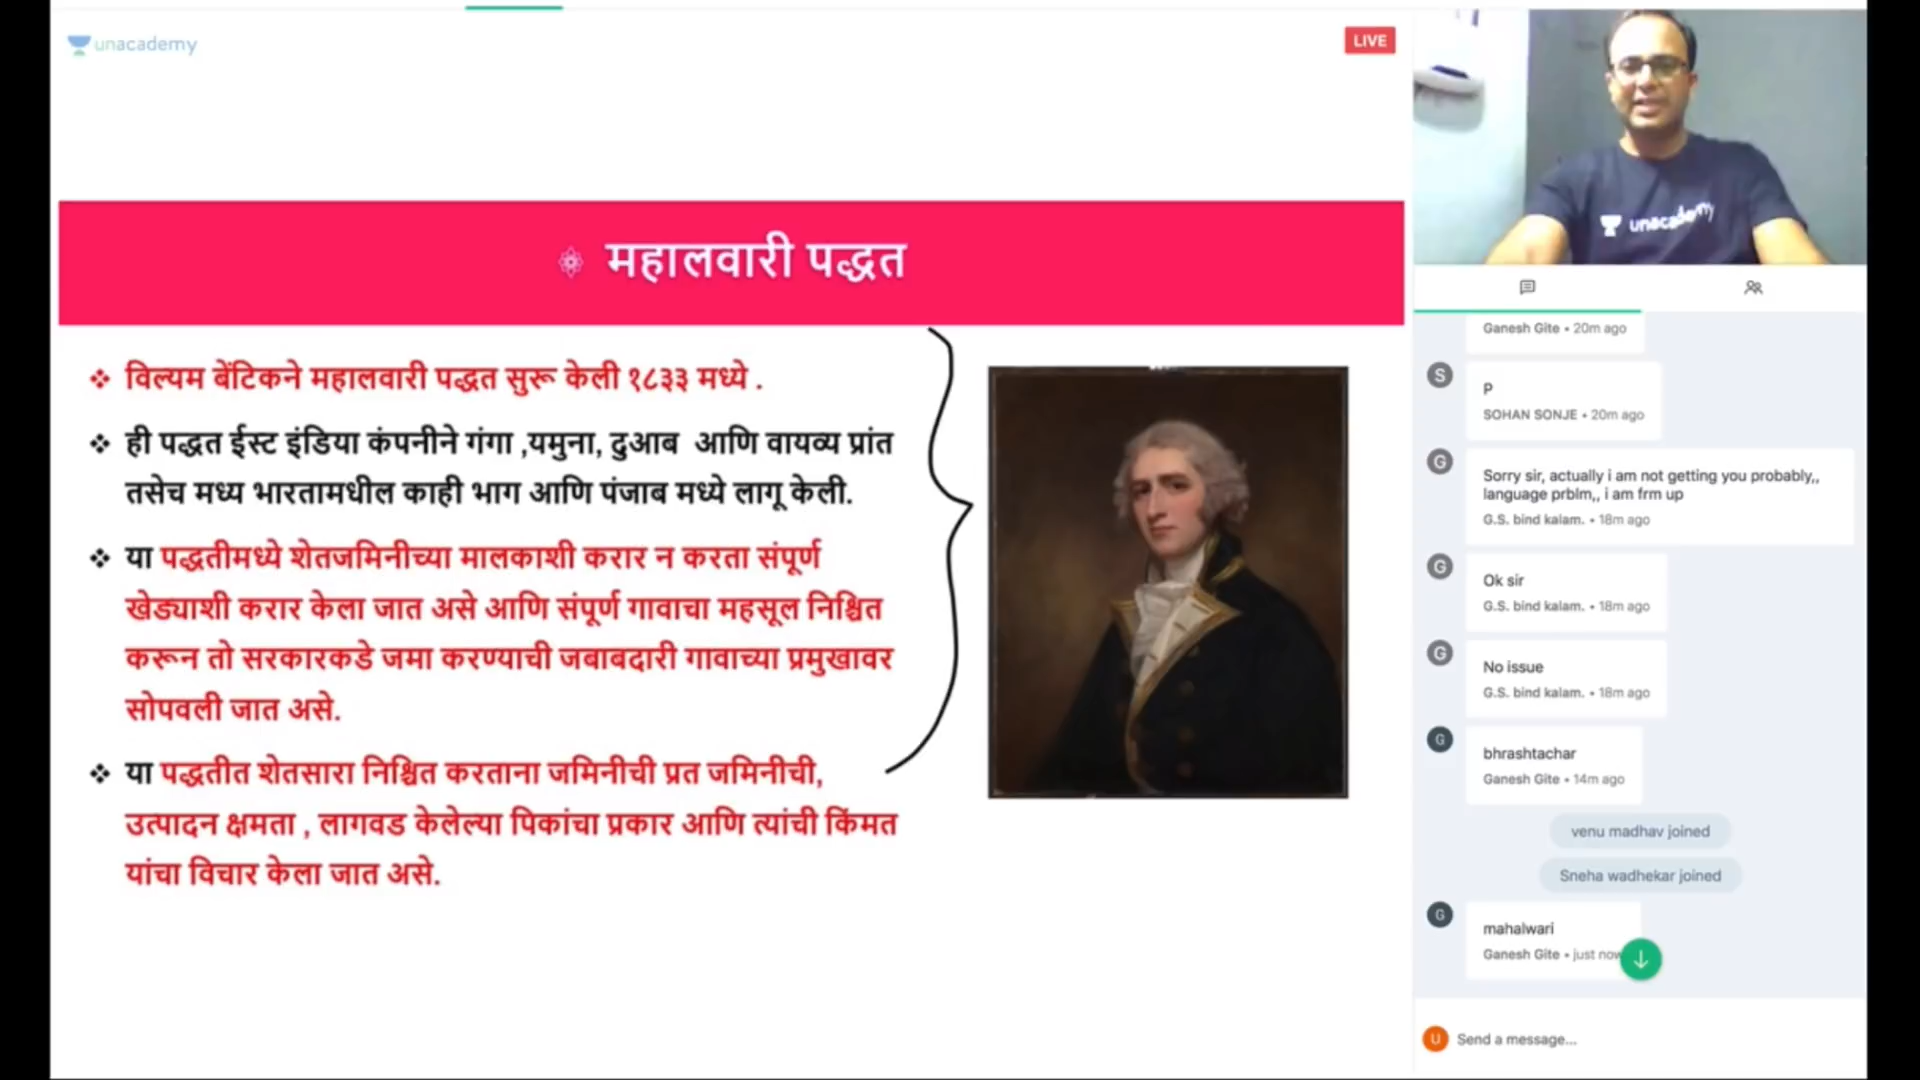 unacademy
LIVE
महालवारी पद्धत
विल्यम बेंटिकने महालवारी पद्धत सुरू केली १८३३ मध्ये .
ही पद्धत ईस्ट इंडिया कंपनीने गंगा ,यमुना, दुआब आणि वायव्य प्रांत
तसेच मध्य भारतामधील काही भाग आणि पंजाब मध्ये लागू केली.
या पद्धतीमध्ये शेतजमिनीच्या मालकाशी करार न करता संपूर्ण
खेड्याशी करार केला जात असे आणि संपूर्ण गावाचा महसूल निश्चित
करून तो सरकारकडे जमा करण्याची जबाबदारी गावाच्या प्रमुखावर
सोपवली जात असे.
या पद्धतीत शेतसारा निश्चित करताना जमिनीची प्रत जमिनीची,
उत्पादन क्षमता , लागवड केलेल्या पिकांचा प्रकार आणि त्यांची किंमत
यांचा विचार केला जात असे.
unacademy
Ganesh Gite • 20m ago
S
P
SOHAN SONJE • 20m ago
G
Sorry sir, actually i am not getting you probably,,
language prblm,, i am frm up
G.S. bind kalam. • 18m ago
G
Ok sir
G.S. bind kalam. • 18m ago
G
No issue
G.S. bind kalam. • 18m ago
G
bhrashtachar
Ganesh Gite • 14m ago
venu madhav joined
Sneha wadhekar joined
G
mahalwari
Ganesh Gite • just now
U
Send a message...